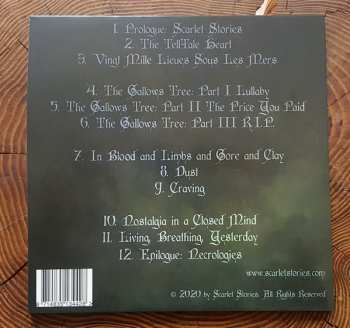 1. Prologue: Scarlet Stories
2. The TellTale Heart
3. Vingt Mille Lieues Sous Les Mers
4. The Gallows Tree: Part I Lullaby
5. The Gallows Tree: Part II The Price You Paid
6. The Gallows Tree: Part III R.I.P.
7. In Blood and Limbs and Gore and Clay
8. Dust
9. Craving
10. Nostalgia in a Closed Mind
11. Living, Breathing, Yesterday
12. Epilogue: Necrologies
www.scarletstories.com
© 2020 by Scarlet Stories. All Rights Reserved.